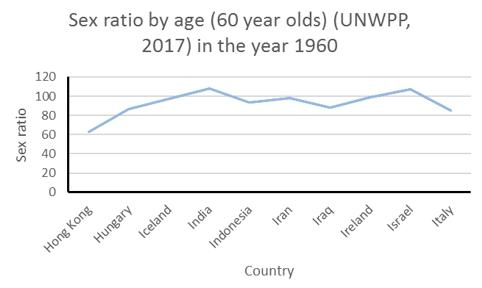 Sex ratio by age (60 year olds) (UNWPP,
2017) in the year 1960
120
100
80
60
40
20
0
Sex ratio
Hong Kong
Hungary
Iceland
India
Indonesia
Iran
Iraq
Ireland
Israel
Italy
Country